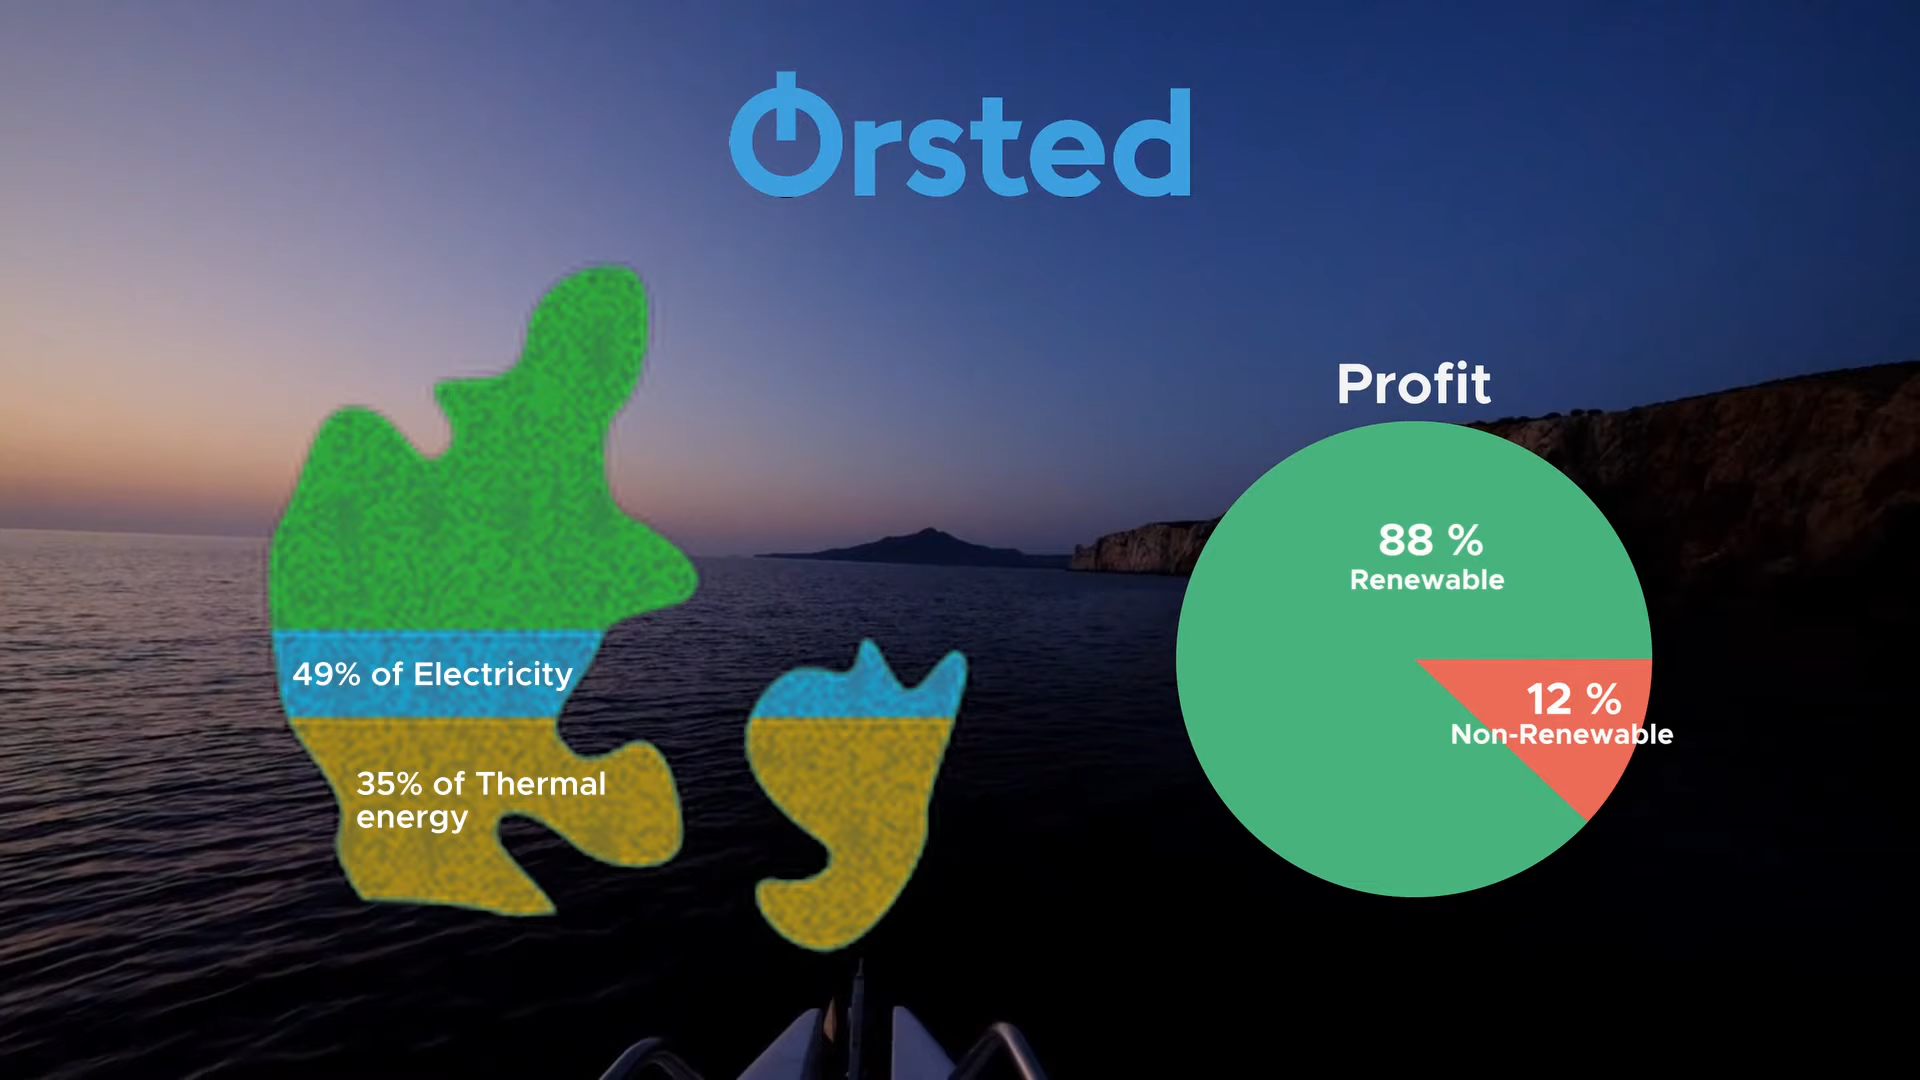 Ørsted
49% of Electricity
35% of Thermal
energy
Profit
88 %
Renewable
12 %
Non-Renewable